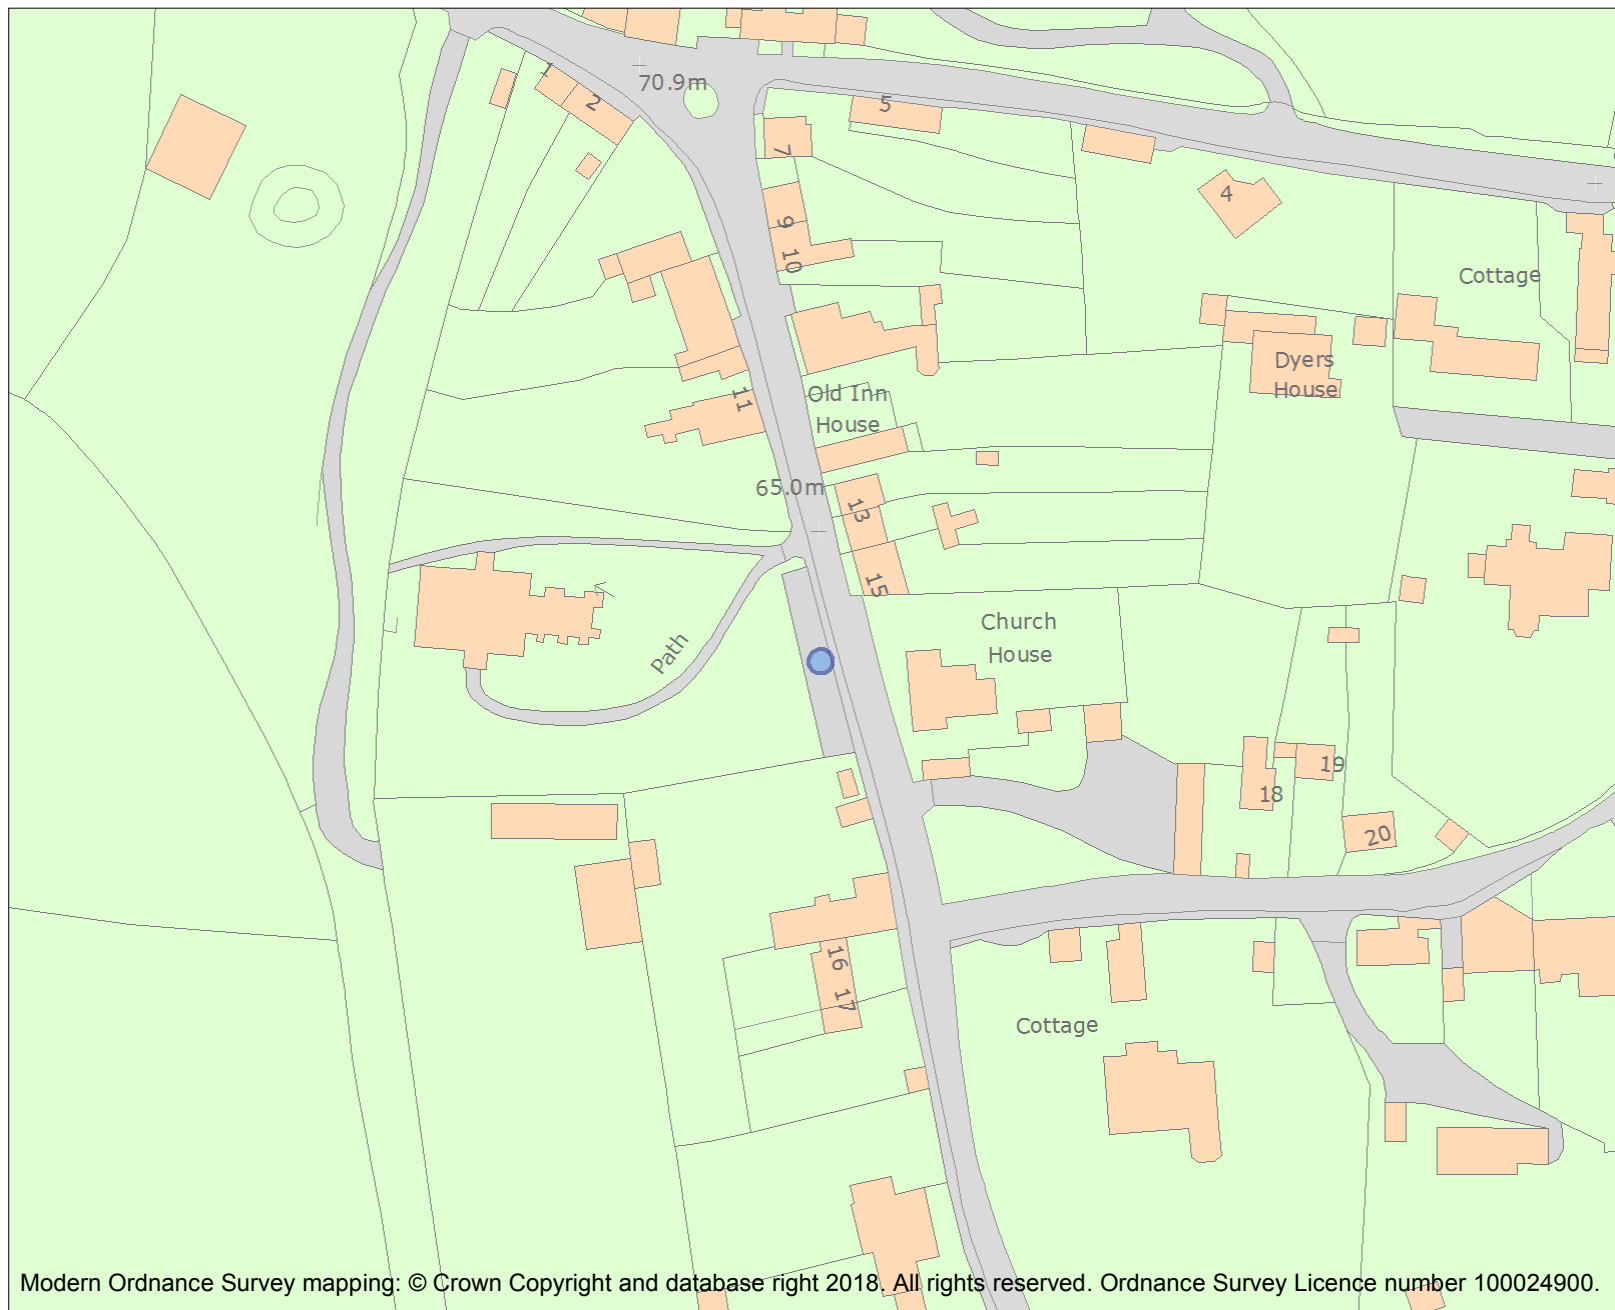 1
2
70.9m
5
7
4
9
10
Cottage
Dyers
House
11
Old Inn
House
65.0m
13
15
Church
House
Path
19
18
20
16
17
Cottage
Modern Ordnance Survey mapping: © Crown Copyright and database right 2018. All rights reserved. Ordnance Survey Licence number 100024900.